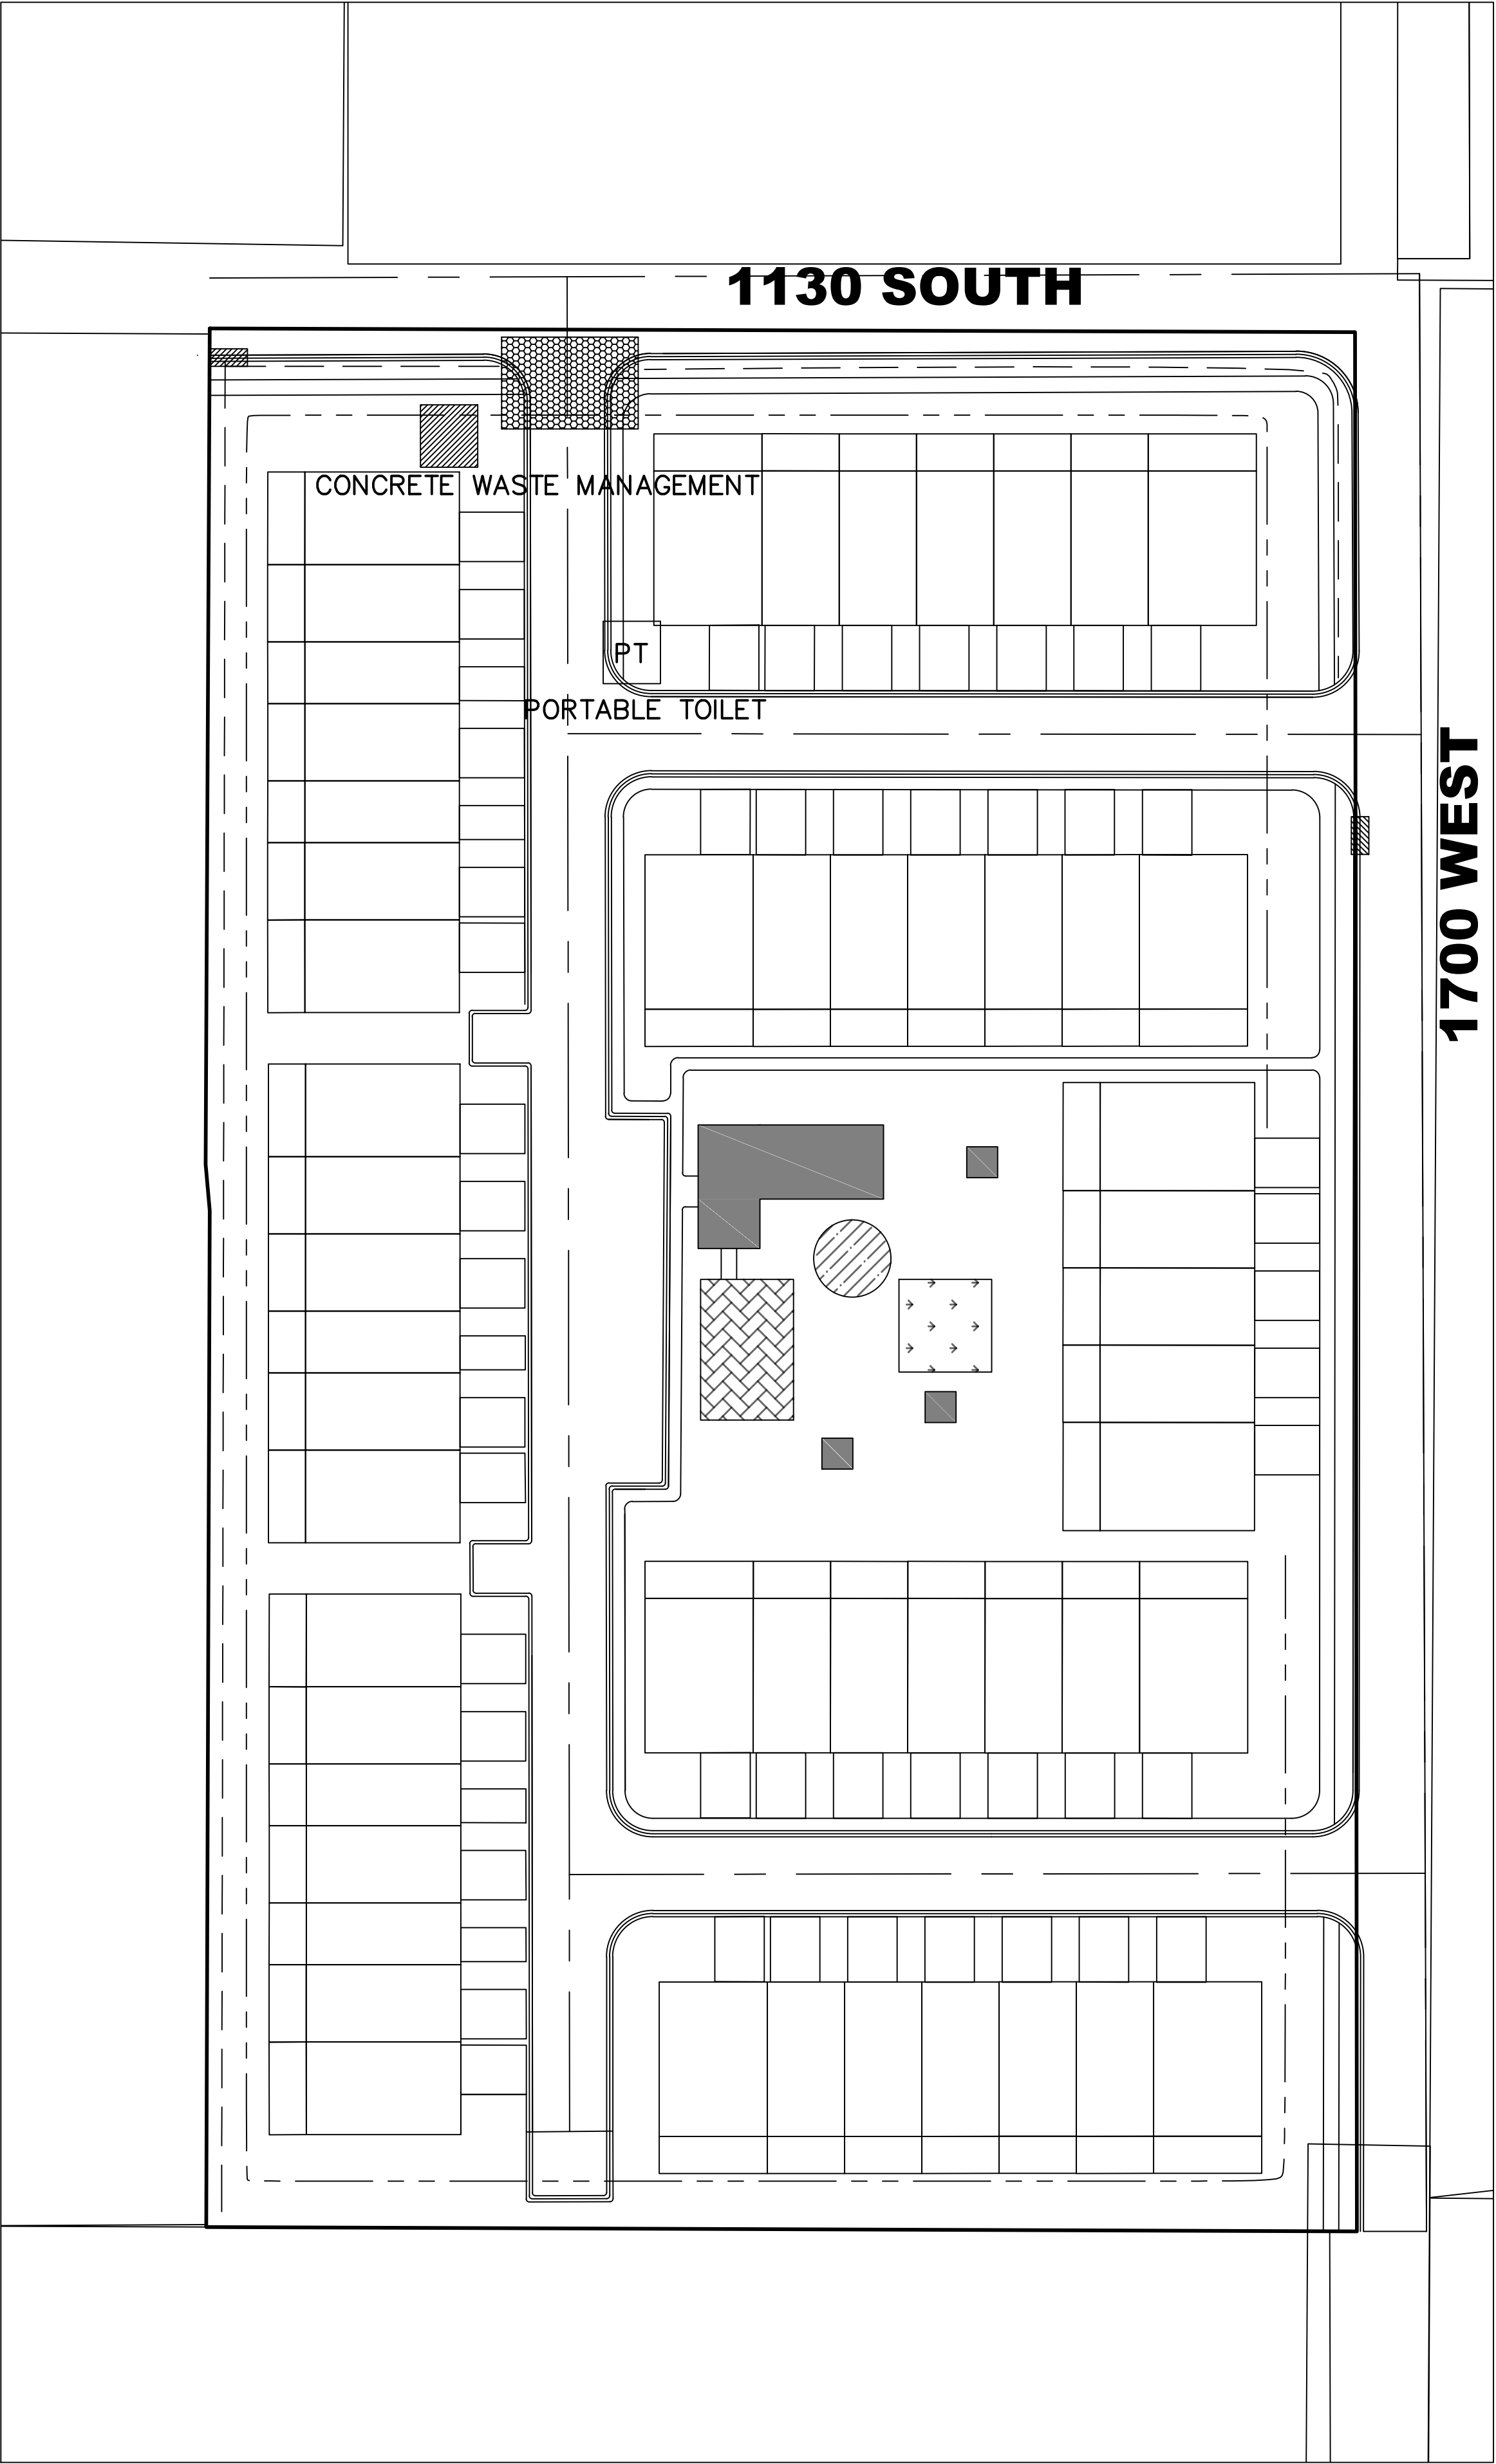 1130 SOUTH
CONCRETE WASTE MANAGEMENT
PT
PORTABLE TOILET
1700 WEST